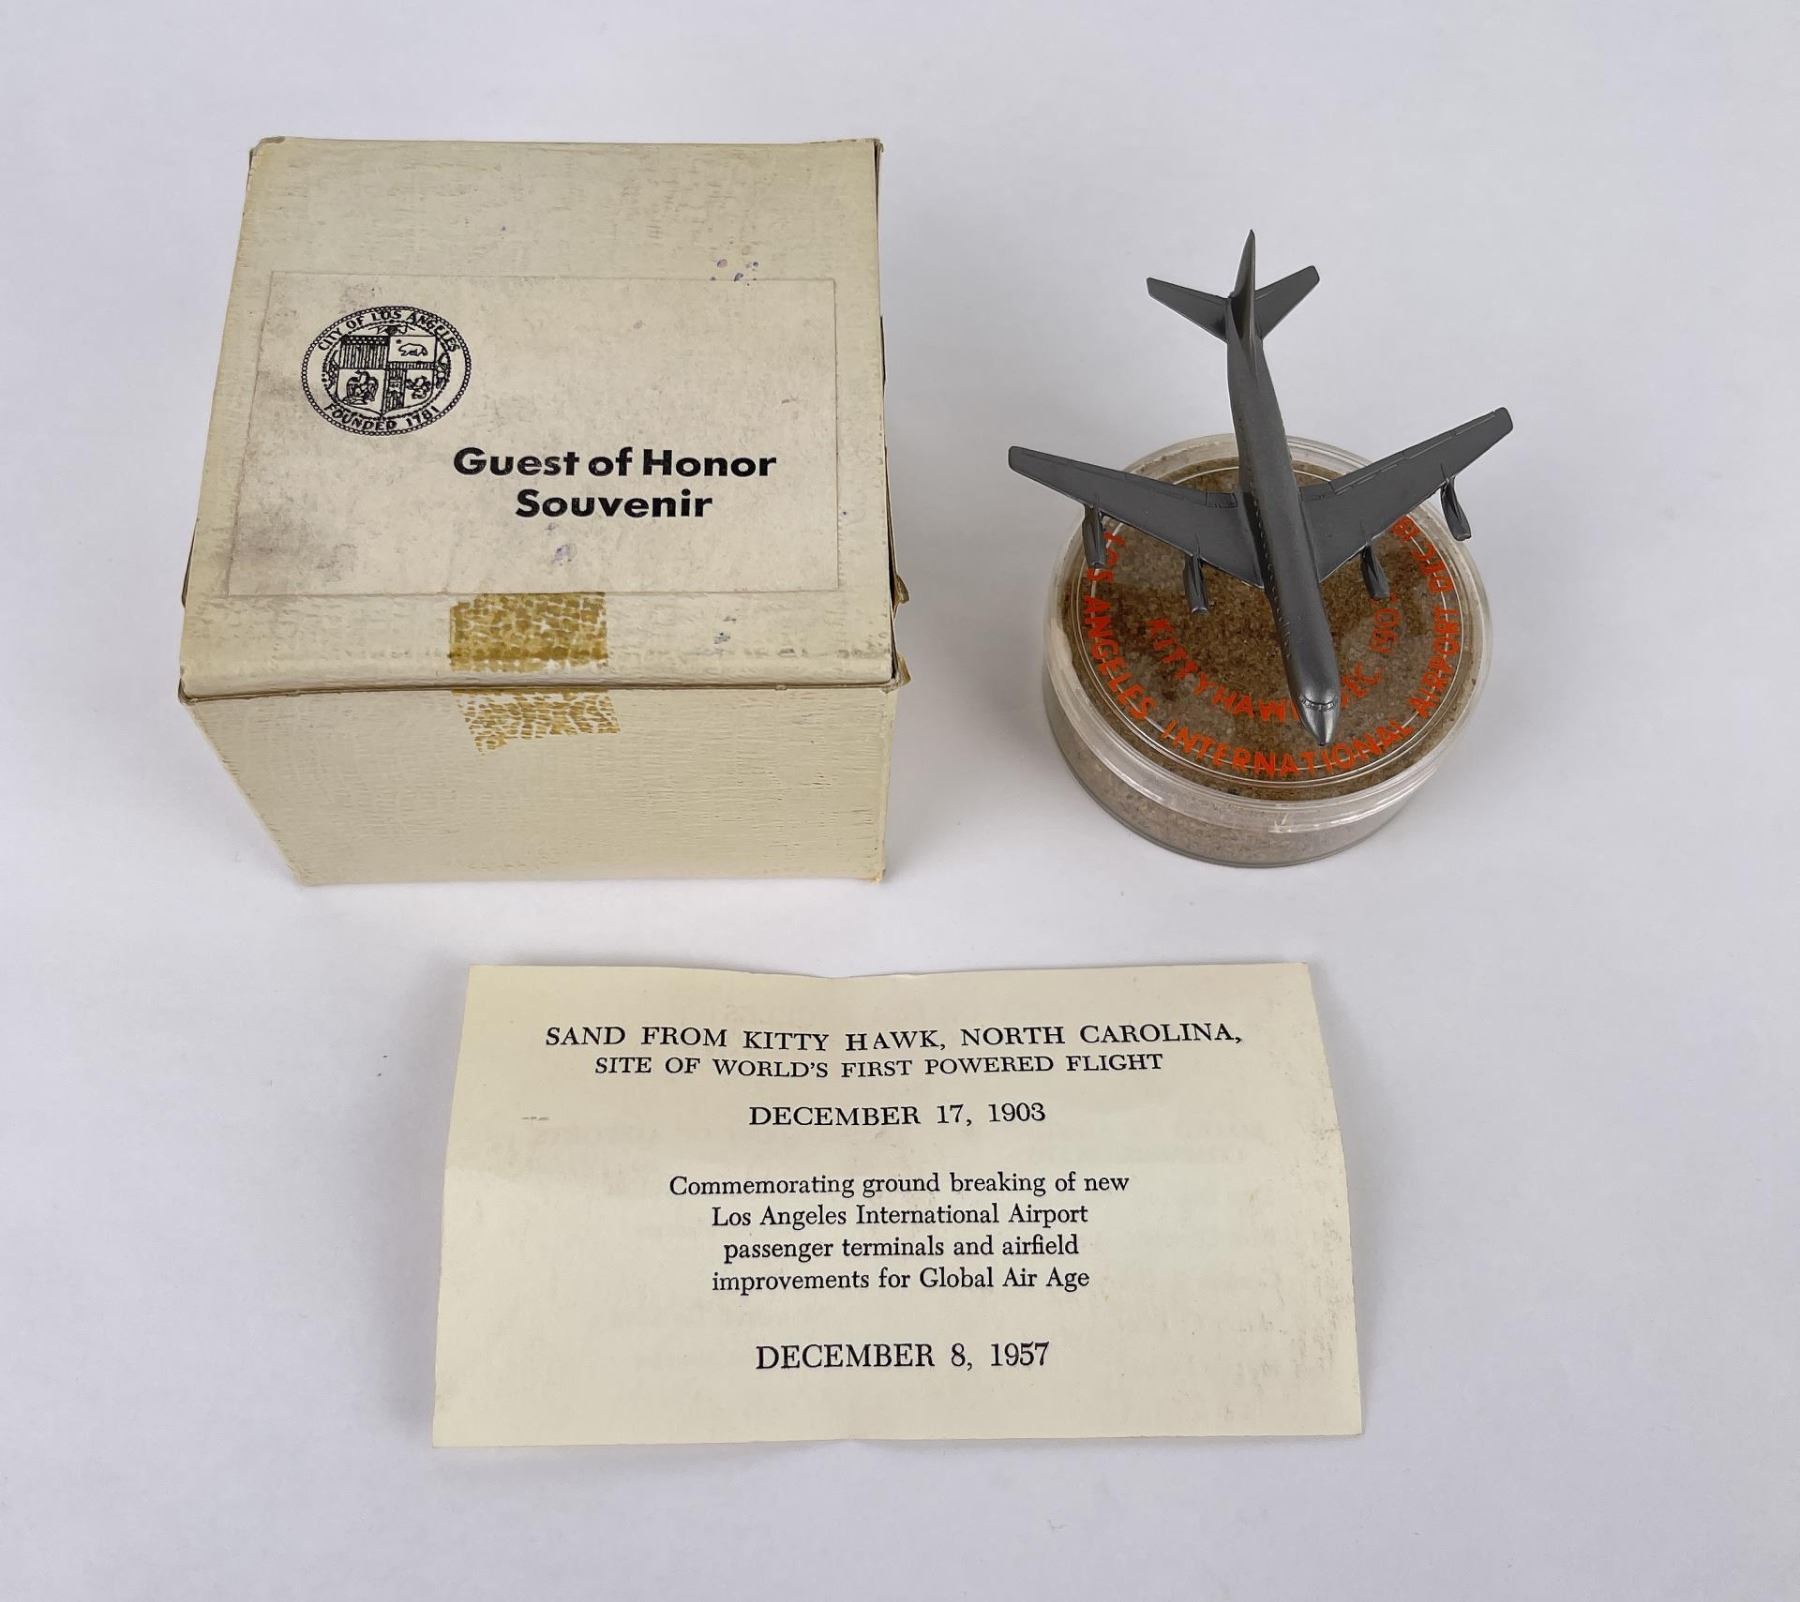 CITY OF LOS ANGELES
FOUNDED 1781
Guest of Honor
Souvenir
KITTY HAWK
LOS ANGELES INTERNATIONAL AIRPORT
SAND FROM KITTY HAWK, NORTH CAROLINA,
SITE OF WORLD'S FIRST POWERED FLIGHT
DECEMBER 17, 1903
Commemorating ground breaking of new
Los Angeles International Airport
passenger terminals and airfield
improvements for Global Air Age
DECEMBER 8, 1957